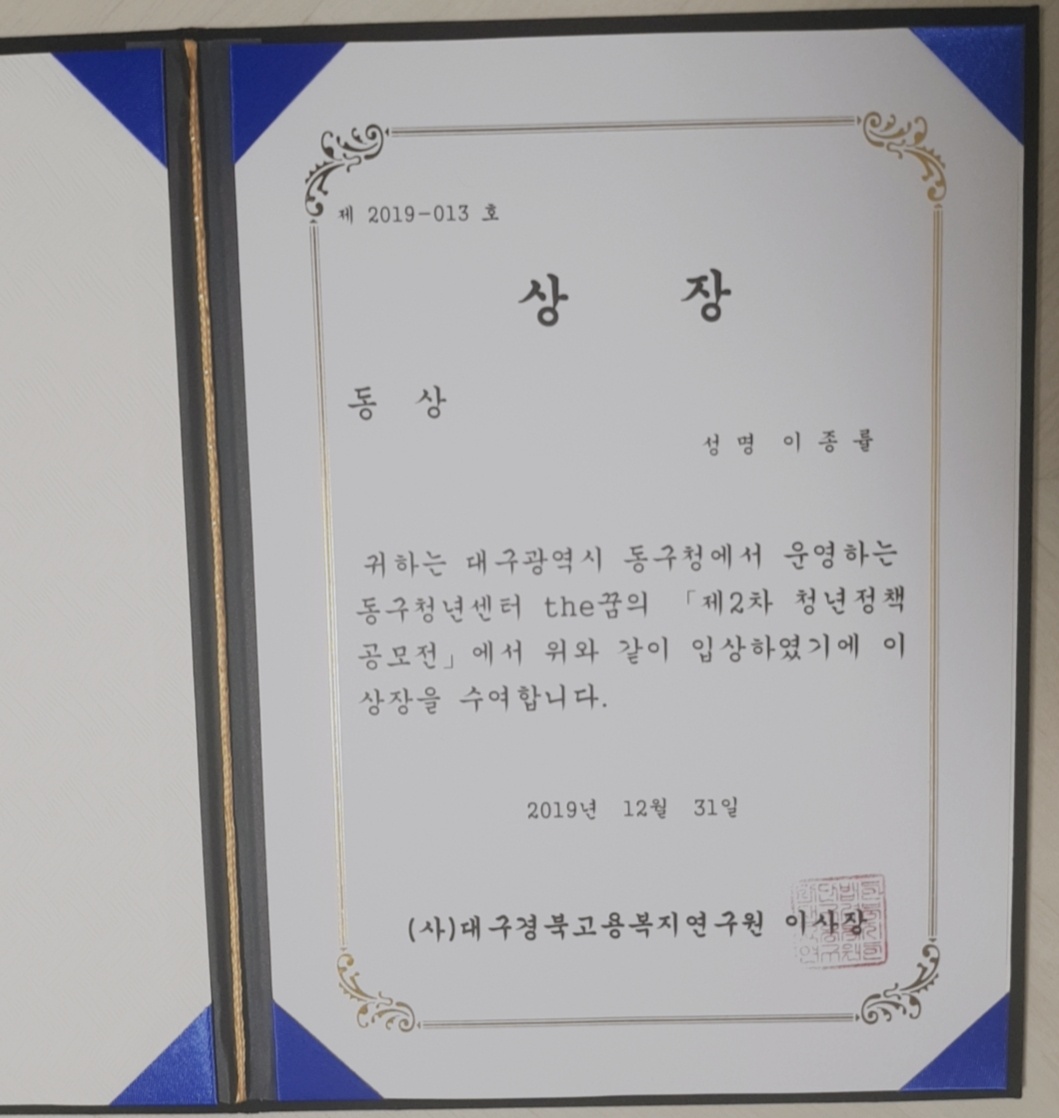 제 2019-013 호
상 장
동 상
성 명 이 종 률
귀하는 대구광역시 동구청에서 운영하는
동구청년센터 the꿈의 「제2차 청년정책
공모전」에서 위와 같이 입상하였기에 이
상장을 수여합니다.
2019년 12월 31일
(사)대구경북고용복지연구원 이사장